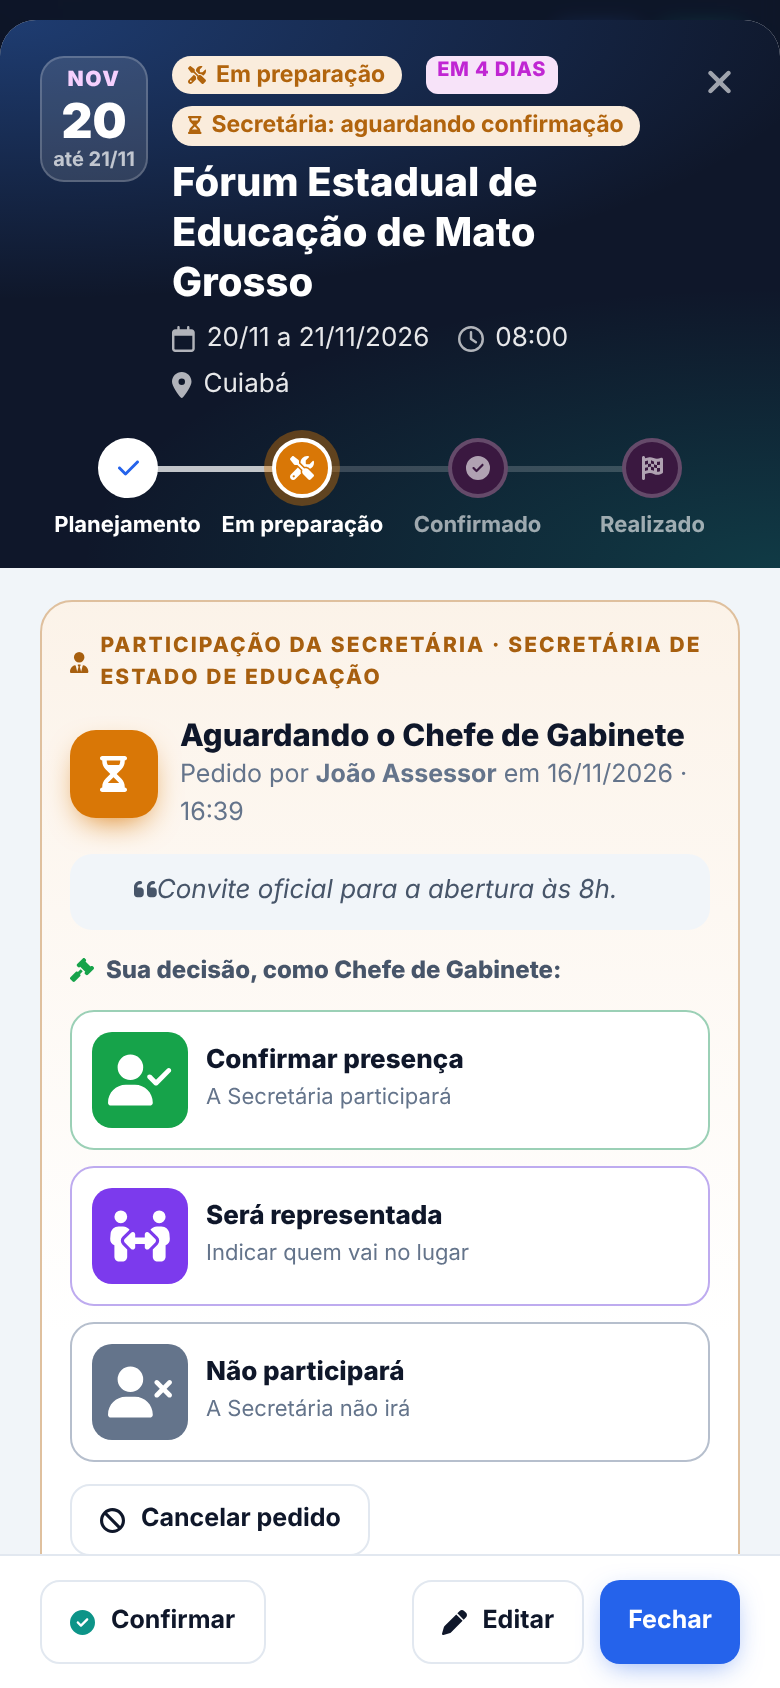 NOV
20
até 21/11
Em preparação
EM 4 DIAS
Secretária: aguardando confirmação
Fórum Estadual de
Educação de Mato
Grosso
20/11 a 21/11/2026
08:00
Cuiabá
Planejamento
Em preparação
Confirmado
Realizado
PARTICIPAÇÃO DA SECRETÁRIA · SECRETÁRIA DE
ESTADO DE EDUCAÇÃO
Aguardando o Chefe de Gabinete
Pedido por João Assessor em 16/11/2026 ·
16:39
❝Convite oficial para a abertura às 8h.
Sua decisão, como Chefe de Gabinete:
Confirmar presença
A Secretária participará
Será representada
Indicar quem vai no lugar
Não participará
A Secretária não irá
Cancelar pedido
Confirmar
Editar
Fechar